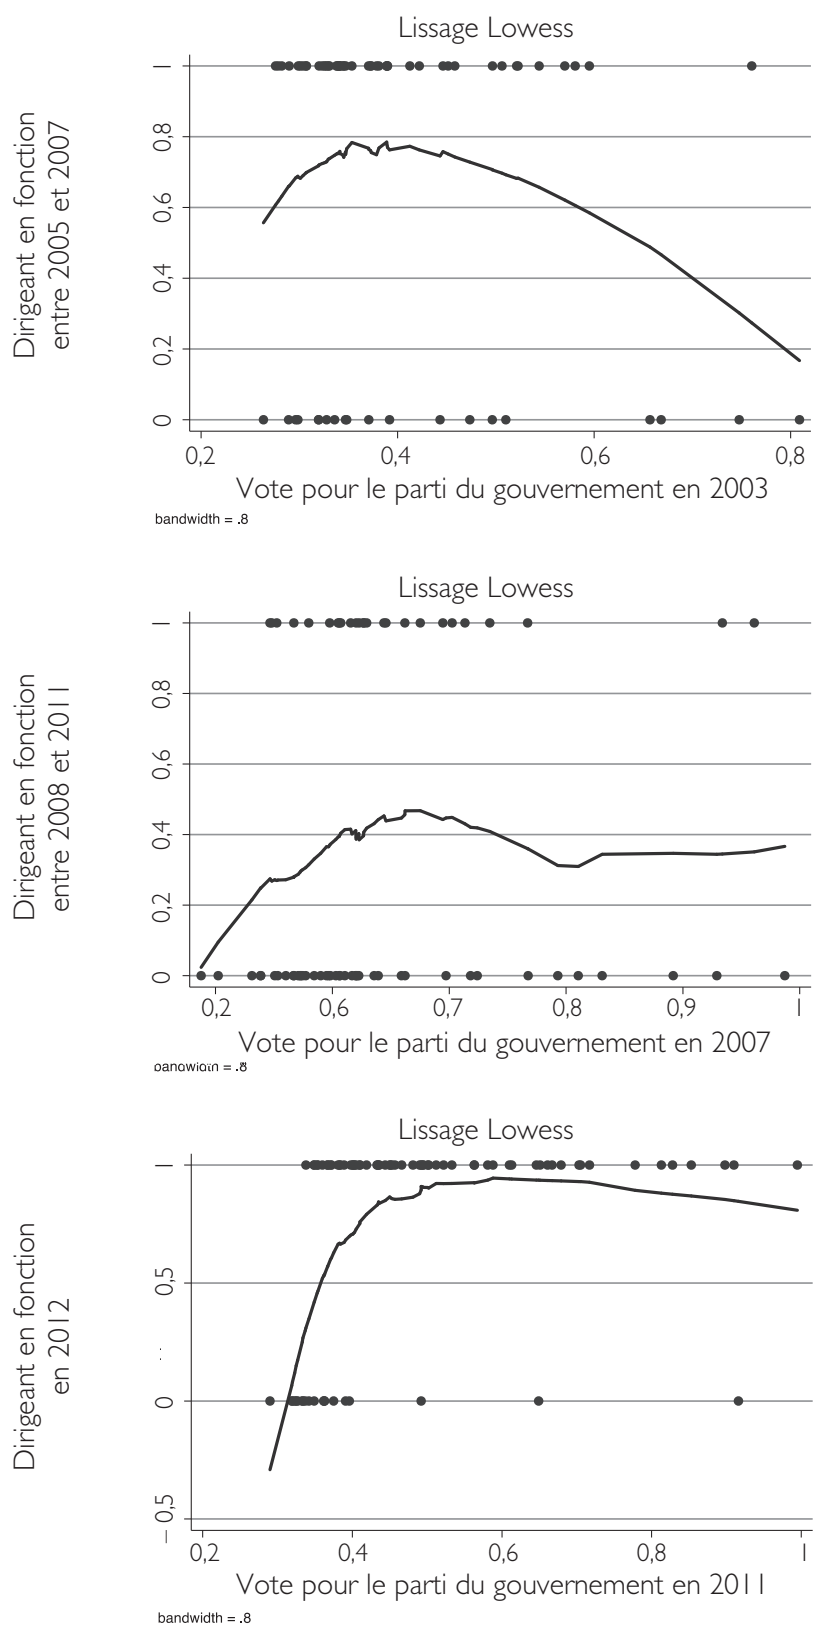 Lissage Lowess
Dirigeant en fonction
entre 2005 et 2007
1
0,8
0,6
0,4
0,2
0
0,2 0,4 0,6 0,8
Vote pour le parti du gouvernement en 2003
bandwidth = .8
Lissage Lowess
Dirigeant en fonction
entre 2008 et 2011
1
0,8
0,6
0,4
0,2
0
0,2 0,6 0,7 0,8 0,9 1
Vote pour le parti du gouvernement en 2007
bandwidth = .8
Lissage Lowess
Dirigeant en fonction
en 2012
1
0,5
0
– 0,5
0,2 0,4 0,6 0,8 1
Vote pour le parti du gouvernement en 2011
bandwidth = .8